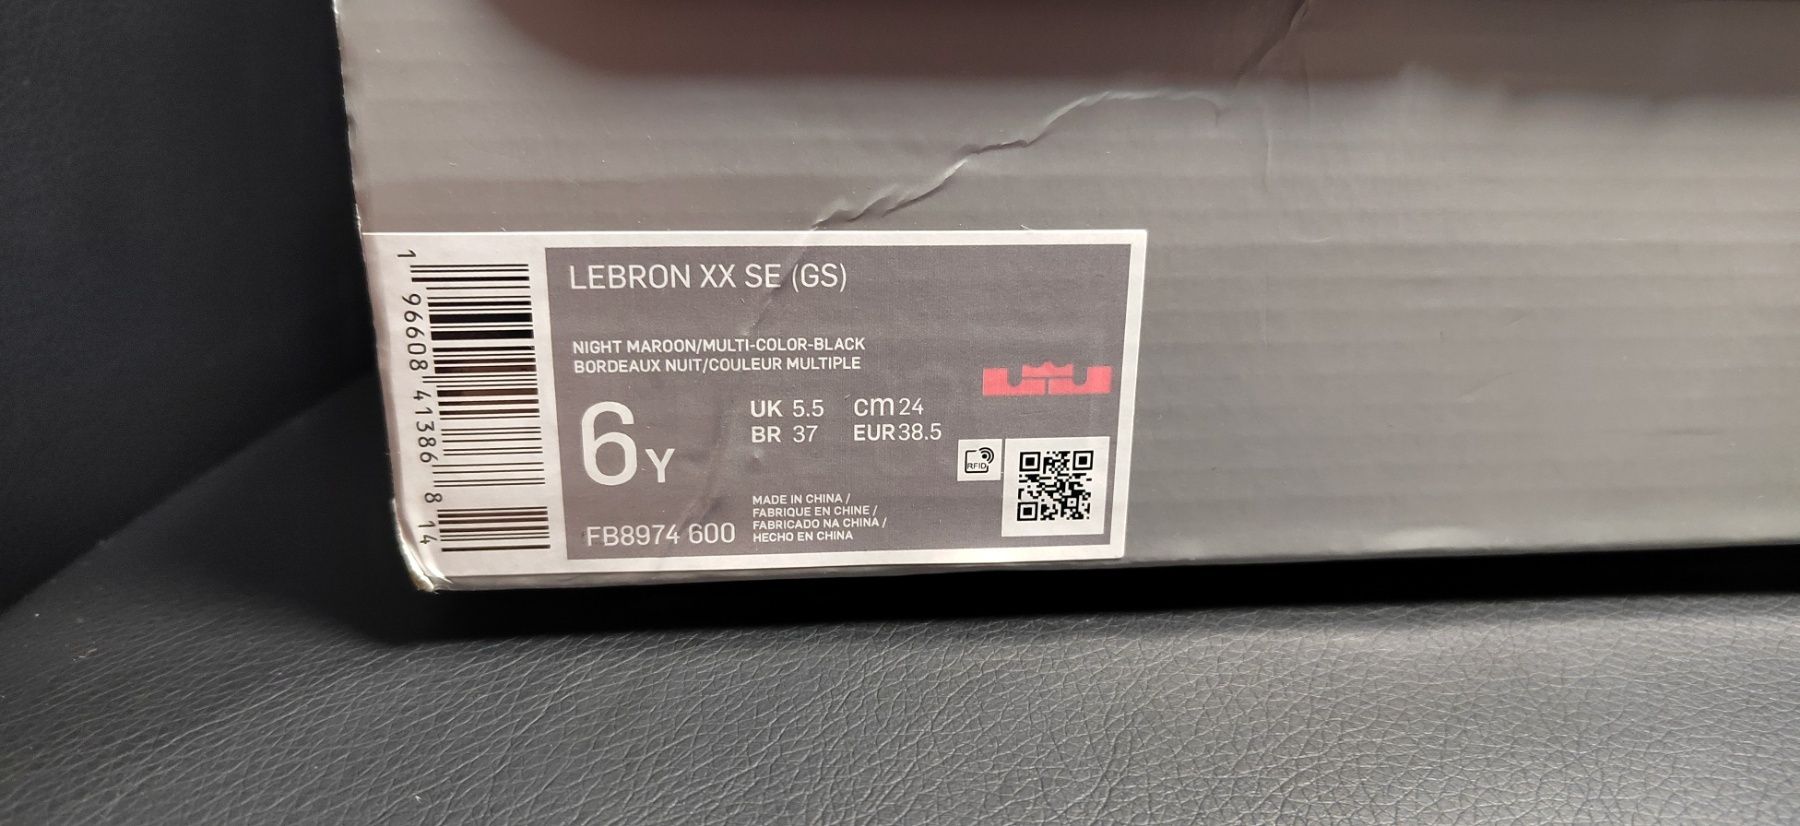 LEBRON XX SE (GS)
NIGHT MAROON/MULTI-COLOR-BLACK
BORDEAUX NUIT/COULEUR MULTIPLE
6Y
UK 5.5 cm 24
BR 37 EUR 38.5
RFID
MADE IN CHINA /
FABRIQUE EN CHINE /
FABRICADO NA CHINA /
HECHO EN CHINA
FB8974 600
1 96608 41386 8 14